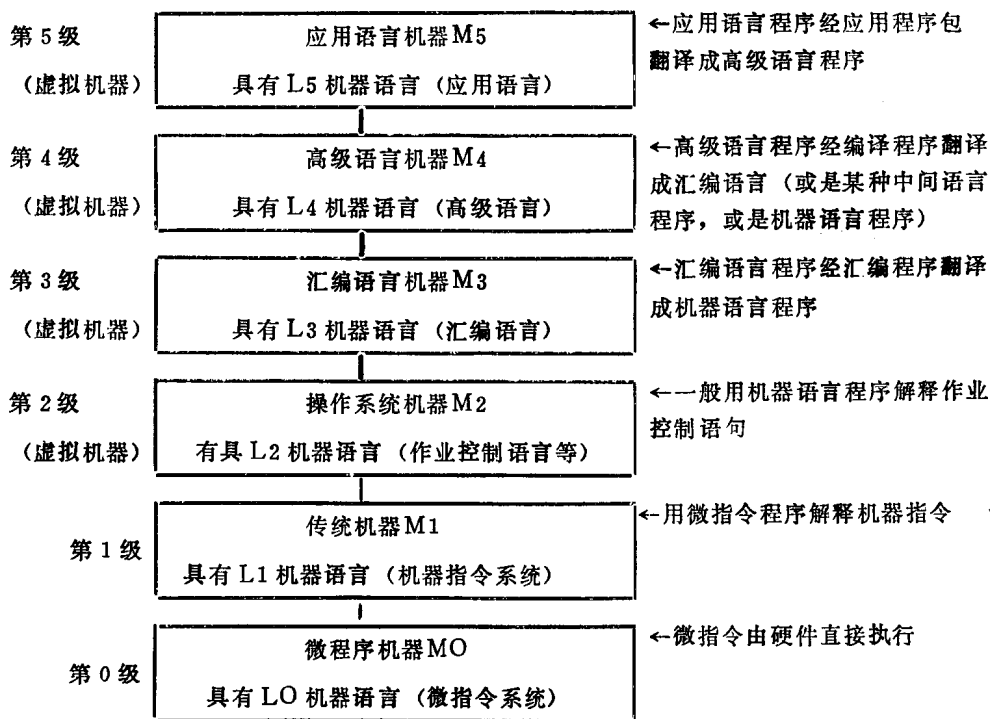 第5级
(虚拟机器)
应用语言机器M5
具有L5机器语言(应用语言)
←应用语言程序经应用程序包
翻译成高级语言程序
第4级
(虚拟机器)
高级语言机器M4
具有L4机器语言(高级语言)
←高级语言程序经编译程序翻译
成汇编语言(或是某种中间语言
程序，或是机器语言程序)
第3级
(虚拟机器)
汇编语言机器M3
具有L3机器语言(汇编语言)
←汇编语言程序经汇编程序翻译
成机器语言程序
第2级
(虚拟机器)
操作系统机器M2
有具L2机器语言(作业控制语言等)
←一般用机器语言程序解释作业
控制语句
第1级
传统机器M1
具有L1机器语言(机器指令系统)
←用微指令程序解释机器指令
第0级
微程序机器MO
具有LO机器语言(微指令系统)
←微指令由硬件直接执行